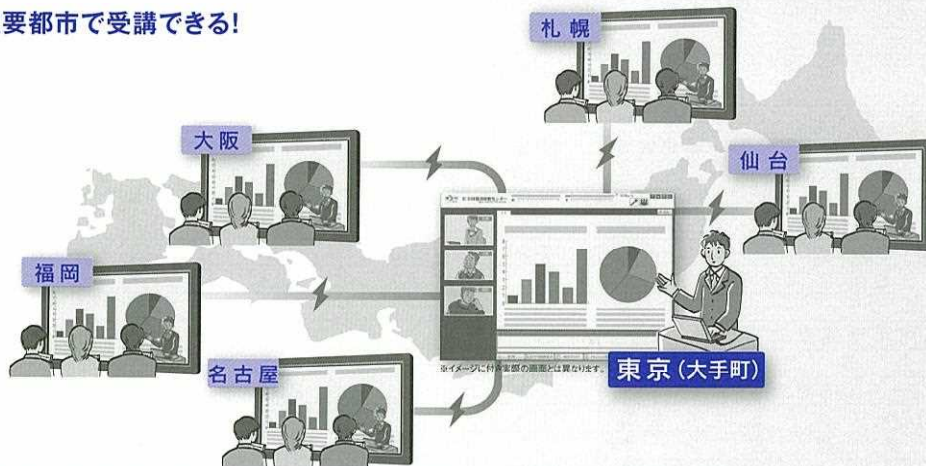 要都市で受講できる!
札幌
大阪
仙台
福岡
名古屋
※イメージに付き実際の画面とは異なります。
東京(大手町)